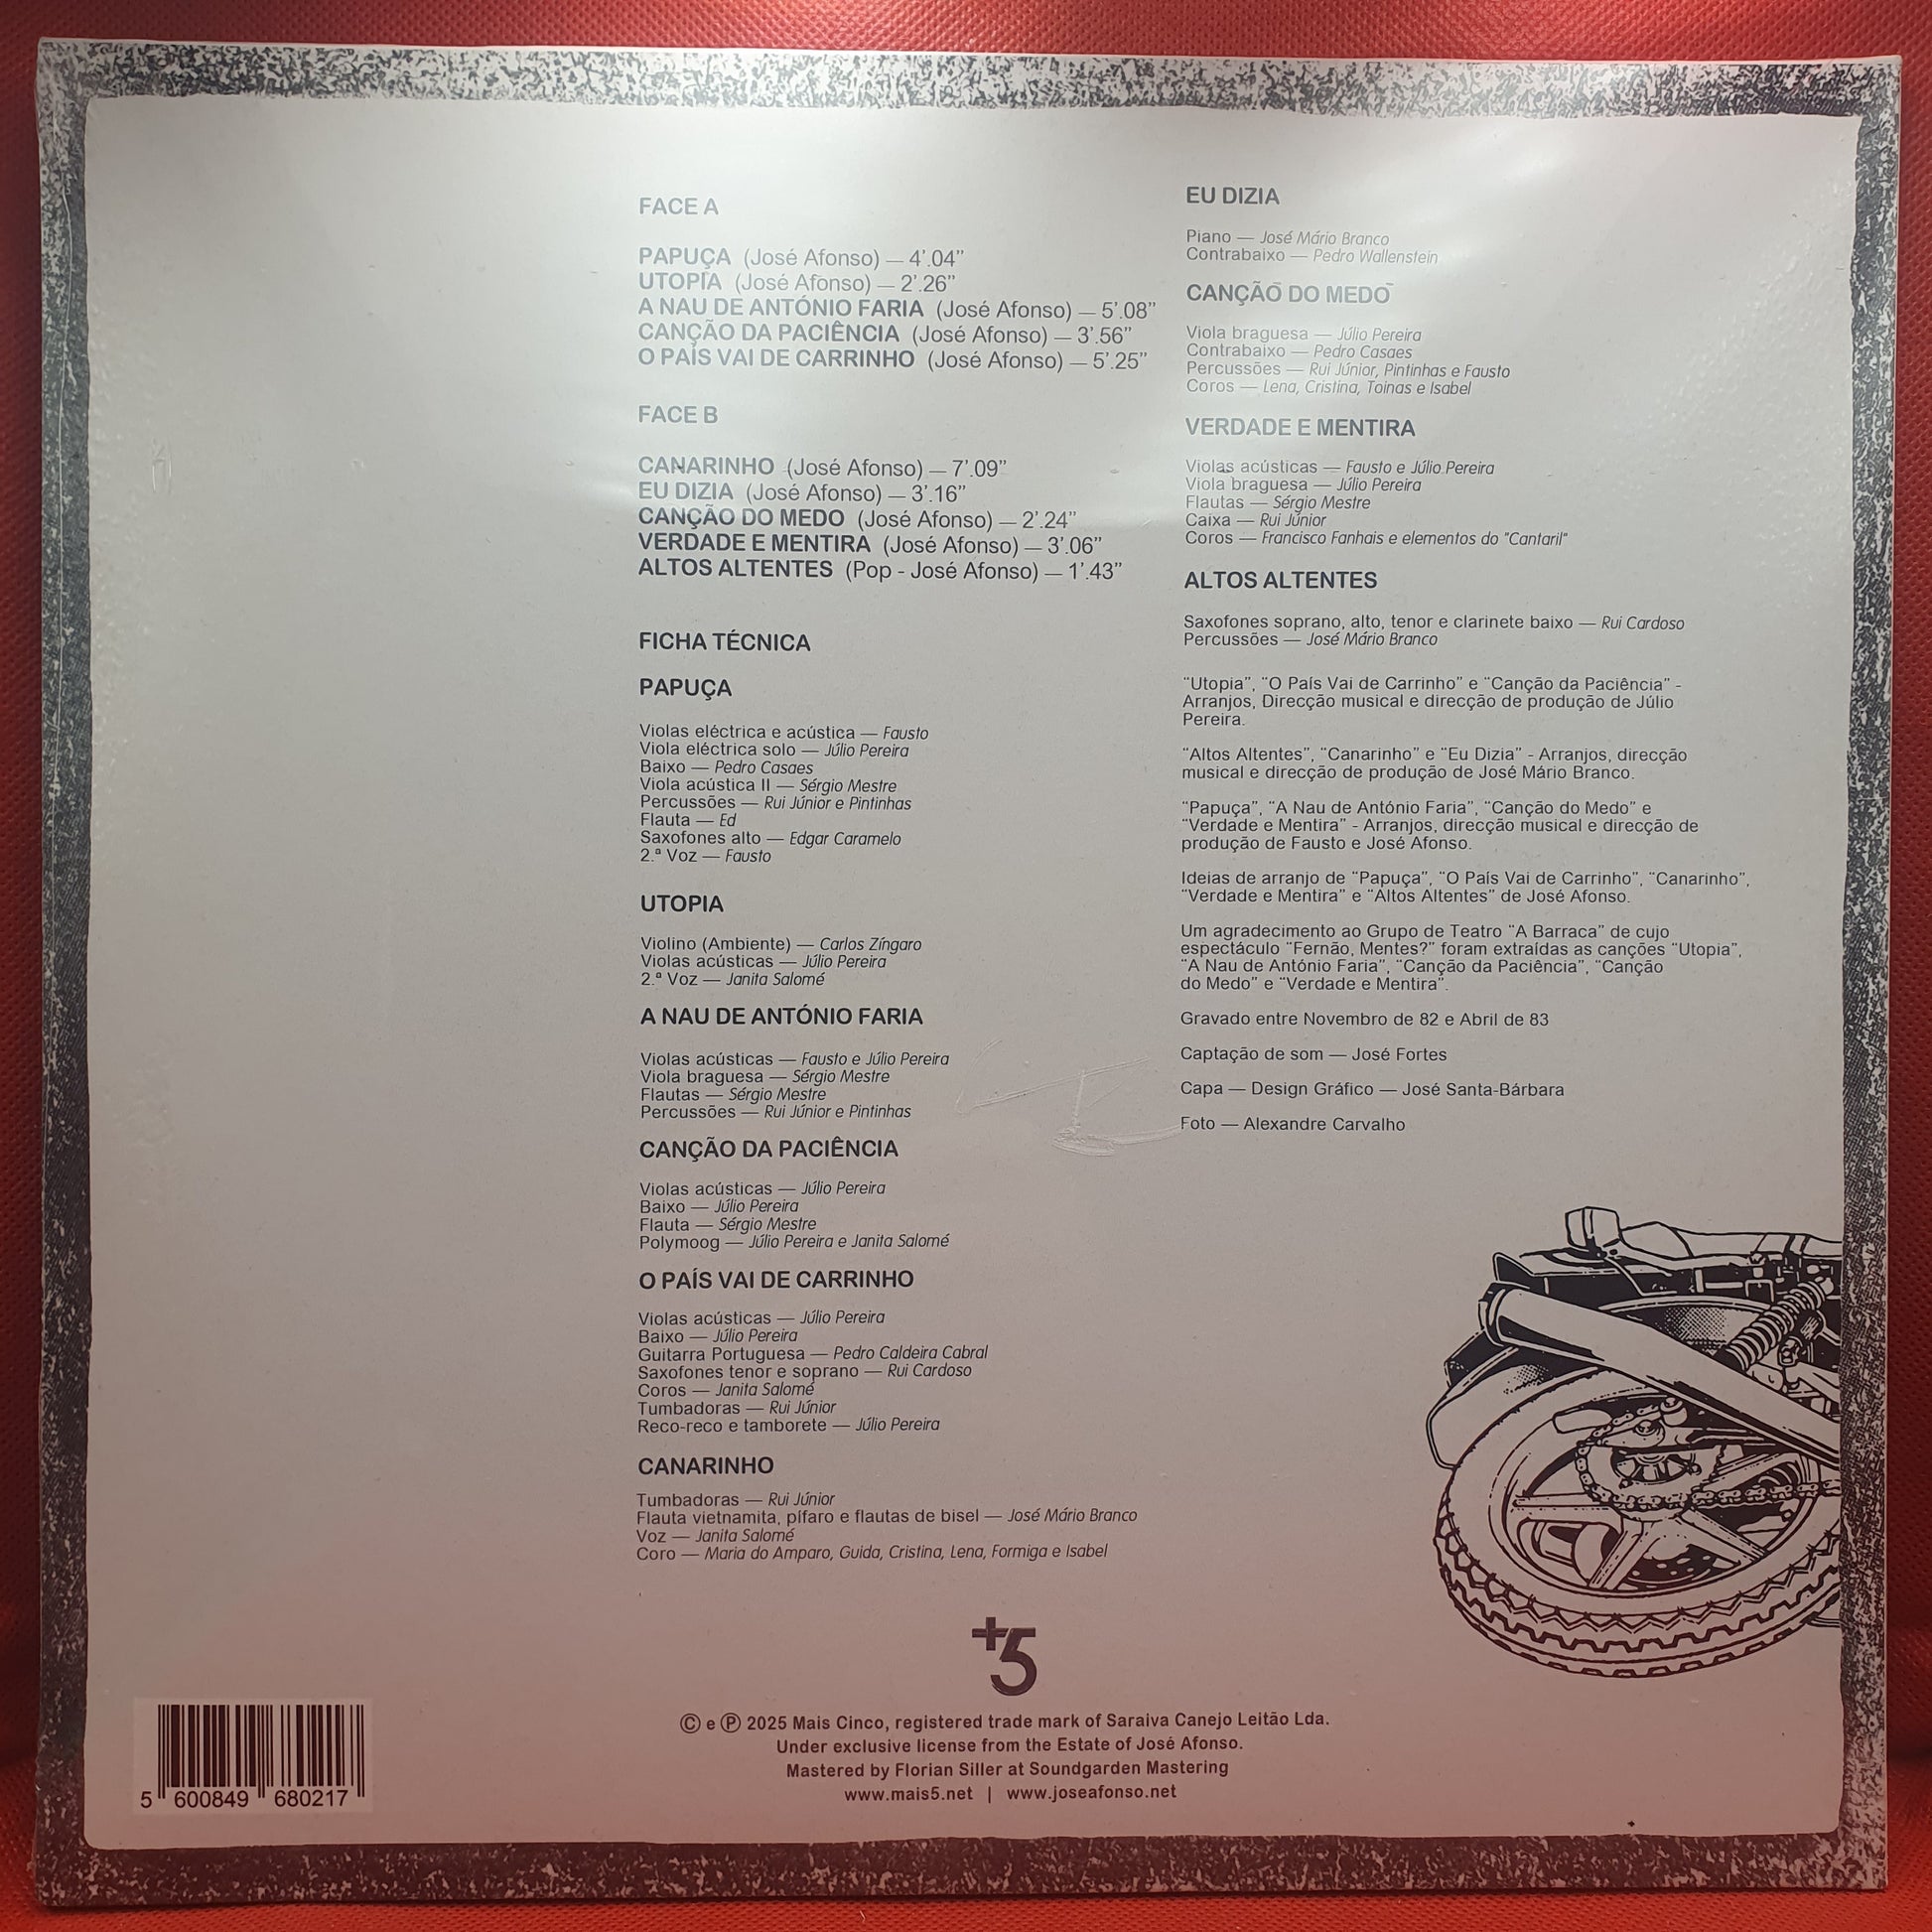 FACE A
PAPUÇA (José Afonso) — 4’.04”
UTOPIA (José Afonso) — 2’.26”
A NAU DE ANTÓNIO FARIA (José Afonso) — 5’.08”
CANÇÃO DA PACIÊNCIA (José Afonso) — 3’.56”
O PAÍS VAI DE CARRINHO (José Afonso) — 5’.25”
FACE B
CANARINHO (José Afonso) — 7’.09”
EU DIZIA (José Afonso) — 3’.16”
CANÇÃO DO MEDO (José Afonso) — 2’.24”
VERDADE E MENTIRA (José Afonso) — 3’.06”
ALTOS ALTENTES (Pop - José Afonso) — 1’.43”
FICHA TÉCNICA
PAPUÇA
Violas eléctrica e acústica — Fausto
Viola eléctrica solo — Júlio Pereira
Baixo — Pedro Casaes
Viola acústica II — Sérgio Mestre
Percussões — Rui Júnior e Pintinhas
Flauta — Ed
Saxofones alto — Edgar Caramelo
2.ª Voz — Fausto
UTOPIA
Violino (Ambiente) — Carlos Zíngaro
Violas acústicas — Júlio Pereira
2.ª Voz — Janita Salomé
A NAU DE ANTÓNIO FARIA
Violas acústicas — Fausto e Júlio Pereira
Viola braguesa — Sérgio Mestre
Flautas — Sérgio Mestre
Percussões — Rui Júnior e Pintinhas
CANÇÃO DA PACIÊNCIA
Violas acústicas — Júlio Pereira
Baixo — Júlio Pereira
Flauta — Sérgio Mestre
Polymoog — Júlio Pereira e Janita Salomé
O PAÍS VAI DE CARRINHO
Violas acústicas — Júlio Pereira
Baixo — Júlio Pereira
Guitarra Portuguesa — Pedro Caldeira Cabral
Saxofones tenor e soprano — Rui Cardoso
Coros — Janita Salomé
Tumbadoras — Rui Júnior
Reco-reco e tamborete — Júlio Pereira
CANARINHO
Tumbadoras — Rui Júnior
Flauta vietnamita, pífaro e flautas de bisel — José Mário Branco
Voz — Janita Salomé
Coro — Maria do Amparo, Guida, Cristina, Lena, Formiga e Isabel
EU DIZIA
Piano — José Mário Branco
Contrabaixo — Pedro Wallenstein
CANÇÃO DO MEDO
Viola braguesa — Júlio Pereira
Contrabaixo — Pedro Casaes
Percussões — Rui Júnior, Pintinhas e Fausto
Coros — Lena, Cristina, Toinas e Isabel
VERDADE E MENTIRA
Violas acústicas — Fausto e Júlio Pereira
Viola braguesa — Júlio Pereira
Flautas — Sérgio Mestre
Caixa — Rui Júnior
Coros — Francisco Fanhais e elementos do "Cantaril"
ALTOS ALTENTES
Saxofones soprano, alto, tenor e clarinete baixo — Rui Cardoso
Percussões — José Mário Branco
“Utopia”, “O País Vai de Carrinho” e “Canção da Paciência” -
Arranjos, Direcção musical e direcção de produção de Júlio
Pereira.
“Altos Altentes”, “Canarinho” e “Eu Dizia” - Arranjos, direcção
musical e direcção de produção de José Mário Branco.
“Papuça”, “A Nau de António Faria”, “Canção do Medo” e
“Verdade e Mentira” - Arranjos, direcção musical e direcção de
produção de Fausto e José Afonso.
Ideias de arranjo de “Papuça”, “O País Vai de Carrinho”, “Canarinho”,
“Verdade e Mentira” e “Altos Altentes” de José Afonso.
Um agradecimento ao Grupo de Teatro “A Barraca” de cujo
espectáculo “Fernão, Mentes?” foram extraídas as canções “Utopia”,
“A Nau de António Faria”, “Canção da Paciência”, “Canção
do Medo” e “Verdade e Mentira”.
Gravado entre Novembro de 82 e Abril de 83
Captação de som — José Fortes
Capa — Design Gráfico — José Santa-Bárbara
Foto — Alexandre Carvalho
+5
© e Ⓟ 2025 Mais Cinco, registered trade mark of Saraiva Canejo Leitão Lda.
Under exclusive license from the Estate of José Afonso.
Mastered by Florian Siller at Soundgarden Mastering
www.mais5.net | www.joseafonso.net
5 600849 680217